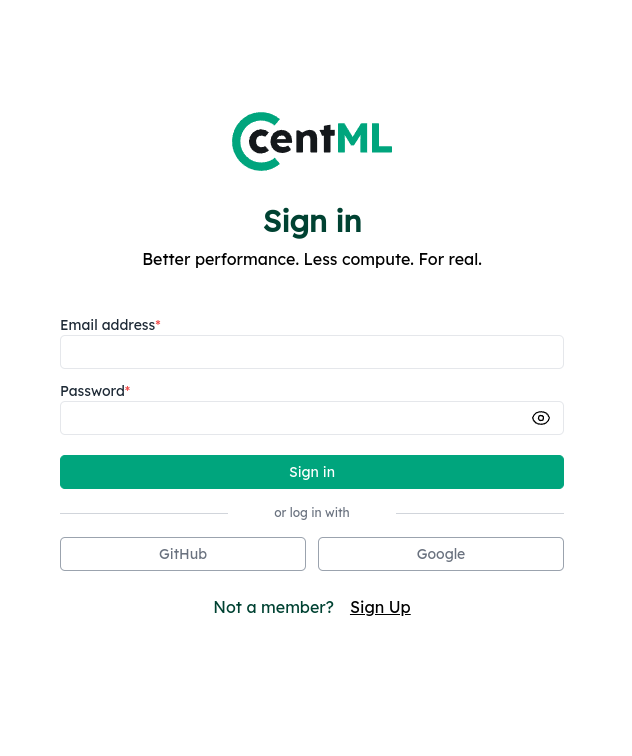 centML
Sign in
Better performance. Less compute. For real.
Email address*
Password*
Sign in
or log in with
GitHub Google
Not a member? Sign Up